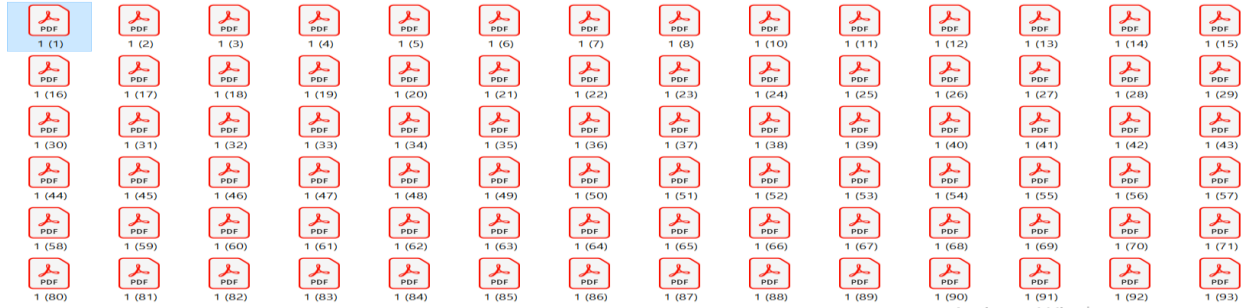 PDF PDF PDF PDF PDF PDF PDF PDF PDF PDF PDF PDF PDF PDF
1 (1) 1 (2) 1 (3) 1 (4) 1 (5) 1 (6) 1 (7) 1 (8) 1 (10) 1 (11) 1 (12) 1 (13) 1 (14) 1 (15)
PDF PDF PDF PDF PDF PDF PDF PDF PDF PDF PDF PDF PDF PDF
1 (16) 1 (17) 1 (18) 1 (19) 1 (20) 1 (21) 1 (22) 1 (23) 1 (24) 1 (25) 1 (26) 1 (27) 1 (28) 1 (29)
PDF PDF PDF PDF PDF PDF PDF PDF PDF PDF PDF PDF PDF PDF
1 (30) 1 (31) 1 (32) 1 (33) 1 (34) 1 (35) 1 (36) 1 (37) 1 (38) 1 (39) 1 (40) 1 (41) 1 (42) 1 (43)
PDF PDF PDF PDF PDF PDF PDF PDF PDF PDF PDF PDF PDF PDF
1 (44) 1 (45) 1 (46) 1 (47) 1 (48) 1 (49) 1 (50) 1 (51) 1 (52) 1 (53) 1 (54) 1 (55) 1 (56) 1 (57)
PDF PDF PDF PDF PDF PDF PDF PDF PDF PDF PDF PDF PDF PDF
1 (58) 1 (59) 1 (60) 1 (61) 1 (62) 1 (63) 1 (64) 1 (65) 1 (66) 1 (67) 1 (68) 1 (69) 1 (70) 1 (71)
PDF PDF PDF PDF PDF PDF PDF PDF PDF PDF PDF PDF PDF PDF
1 (80) 1 (81) 1 (82) 1 (83) 1 (84) 1 (85) 1 (86) 1 (87) 1 (88) 1 (89) 1 (90) 1 (91) 1 (92) 1 (93)